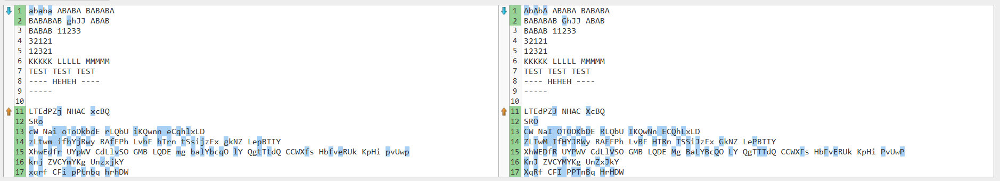 1 ababa ABABA BABABA
2 BABABAB ghJJ ABAB
3 BABAB 11233
4 32121
5 12321
6 KKKKK LLLLL MMMMM
7 TEST TEST TEST
8 ---- HEHEH ----
9 -----
10
11 LTEdPZj NHAC xcBQ
12 SRo
13 cW Nai oToDkbdE rLQbU iKQwnn eCqhlxLD
14 zLtwm ifhYjRwy RAfFPh LvbF hTrn tSsijzFx gkNZ LepBTIY
15 XhwEdfr UYpWV CdLlvSO GMB LQDE mg balYbcqO lY QgtTtdQ CCWXfs HbfveRUk KpHi pvUwp
16 knj ZVCYmYKg UnzxjkY
17 xqrf CFi pPtnbq hrhDW
1 AbAbA ABABA BABABA
2 BABABAB GhJJ ABAB
3 BABAB 11233
4 32121
5 12321
6 KKKKK LLLLL MMMMM
7 TEST TEST TEST
8 ---- HEHEH ----
9 -----
10
11 LTEdPZJ NHAC XcBQ
12 SRO
13 CW NaI OTODKbDE RLQbU IKQwNn ECQhLxLD
14 ZLTwM IfHYJRWy RAFFPh LvBF HTRn TSSiJzFx GkNZ LePBTIY
15 XhWEDfR UYPWV CdLlVSO GMB LQDE Mg BaLYBcQO LY QgTTTdQ CCWXFs HbFvERUk KpHi PvUwP
16 KnJ ZVCYMYKg UnZxJkY
17 XqRf CFI PPTnBq HrHDW